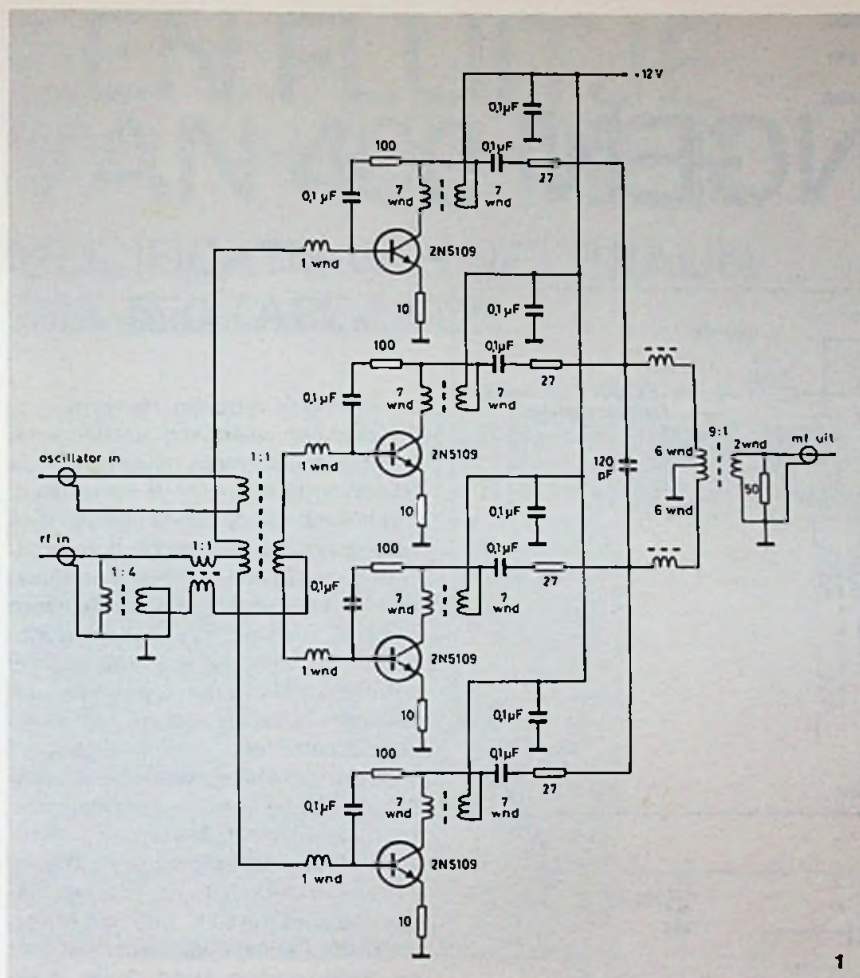 +12V
0,1µF
0,1µF
100
27
0,1 µF
7
wnd
7
wnd
2N5109
1 wnd
10
0,1µF
100
0,1µF
27
0,1µF
7
wnd
7
wnd
2N5109
1 wnd
10
oscillator in
1:1
120
pF
6 wnd
6 wnd
9:1
2wnd
mf uit
50
rf in
1:4
1:1
0,1µF
100
0,1µF
27
0,1µF
7
wnd
7
wnd
2N5109
1 wnd
10
0,1µF
100
0,1µF
27
0,1µF
7
wnd
7
wnd
2N5109
1 wnd
10
1